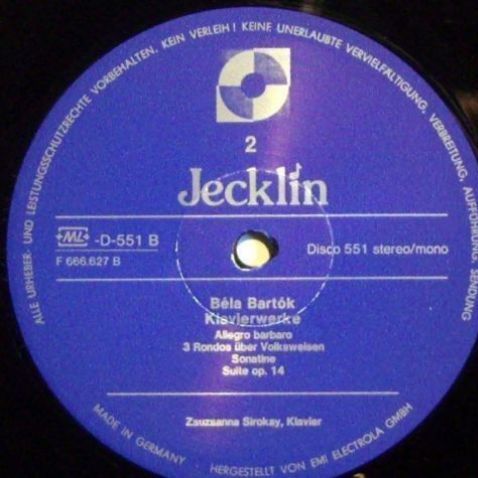 ALLE URHEBER- UND LEISTUNGSSCHUTZRECHTE VORBEHALTEN. KEIN VERLEIH! KEINE UNERLAUBTE VERVIELFÄLTIGUNG, VERBREITUNG, AUFFÜHRUNG, SENDUNG
2
Jecklin
ML -D-551 B
F 666.627 B
Disco 551 stereo/mono
Béla Bartók
Klavierwerke
Allegro barbaro
3 Rondos über Volksweisen
Sonatine
Suite op. 14
Zsuzsanna Sirokay, Klavier
MADE IN GERMANY · HERGESTELLT VON EMI ELECTROLA GMBH